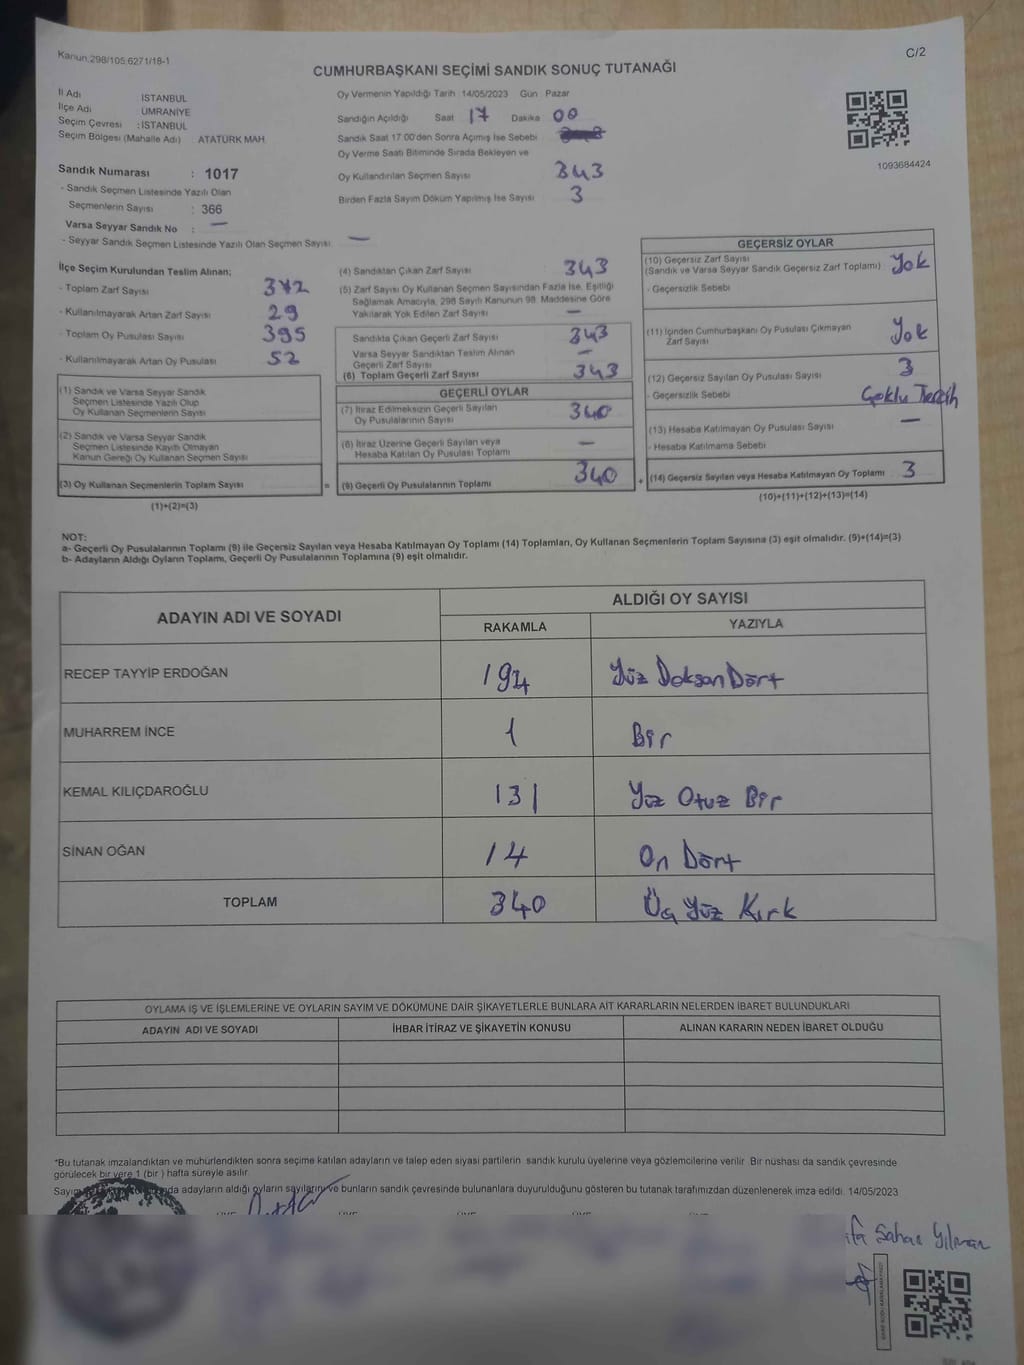 Kanun,298/105 6271/18-1
C/2
CUMHURBAŞKANI SEÇİMİ SANDIK SONUÇ TUTANAĞI
İl Adı İSTANBUL
İlçe Adı ÜMRANİYE
Seçim Çevresi : İSTANBUL
Seçim Bölgesi (Mahalle Adı) ATATÜRK MAH
Sandık Numarası : 1017
- Sandık Seçmen Listesinde Yazılı Olan
Seçmenlerin Sayısı : 366
Varsa Seyyar Sandık No : —
- Seyyar Sandık Seçmen Listesinde Yazılı Olan Seçmen Sayısı —
Oy Vermenin Yapıldığı Tarih 14/05/2023 Gün Pazar
Sandığın Açıldığı Saat 17 Dakika 00
Sandık Saat 17.00'den Sonra Açımış İse Sebebi
Oy Verme Saati Bitiminde Sırada Bekleyen ve
Oy Kullandırılan Seçmen Sayısı 343
Birden Fazla Sayım Döküm Yapılmış İse Sayısı 3
1093684424
İlçe Seçim Kurulundan Teslim Alınan;
- Toplam Zarf Sayısı 372
- Kullanılmayarak Artan Zarf Sayısı 29
- Toplam Oy Pusulası Sayısı 395
- Kullanılmayarak Artan Oy Pusulası 52
(1) Sandık ve Varsa Seyyar Sandık
Seçmen Listesinde Yazılı Olup
Oy Kullanan Seçmenlerin Sayısı
(2) Sandık ve Varsa Seyyar Sandık
Seçmen Listesinde Kayıtlı Olmayan
Kanun Gereği Oy Kullanan Seçmen Sayısı
(3) Oy Kullanan Seçmenlerin Toplam Sayısı =
(1)+(2)=(3)
(4) Sandıktan Çıkan Zarf Sayısı 343
(5) Zarf Sayısı Oy Kullanan Seçmen Sayısından Fazla İse, Eşitliği
Sağlamak Amacıyla, 298 Sayılı Kanunun 98. Maddesine Göre
Yakılarak Yok Edilen Zarf Sayısı —
Sandıkta Çıkan Geçerli Zarf Sayısı 343
Varsa Seyyar Sandıktan Teslim Alınan
Geçerli Zarf Sayısı —
(6) Toplam Geçerli Zarf Sayısı 343
GEÇERLİ OYLAR
(7) İtiraz Edilmeksizin Geçerli Sayılan
Oy Pusulalarının Sayısı 340
(8) İtiraz Üzerine Geçerli Sayılan veya
Hesaba Katılan Oy Pusulası Toplamı —
(9) Geçerli Oy Pusulalarının Toplamı 340 +
GEÇERSİZ OYLAR
(10) Geçersiz Zarf Sayısı
(Sandık ve Varsa Seyyar Sandık Geçersiz Zarf Toplamı) Yok
- Geçersizlik Sebebi
(11) İçinden Cumhurbaşkanı Oy Pusulası Çıkmayan
Zarf Sayısı Yok
(12) Geçersiz Sayılan Oy Pusulası Sayısı 3
- Geçersizlik Sebebi Çoklu Tercih
(13) Hesaba Katılmayan Oy Pusulası Sayısı —
- Hesaba Katılmama Sebebi
(14) Geçersiz Sayılan veya Hesaba Katılmayan Oy Toplamı 3
(10)+(11)+(12)+(13)=(14)
NOT:
a- Geçerli Oy Pusulalarının Toplamı (9) ile Geçersiz Sayılan veya Hesaba Katılmayan Oy Toplamı (14) Toplamları, Oy Kullanan Seçmenlerin Toplam Sayısına (3) eşit olmalıdır. (9)+(14)=(3)
b- Adayların Aldığı Oyların Toplamı, Geçerli Oy Pusulalarının Toplamına (9) eşit olmalıdır.
ADAYIN ADI VE SOYADI ALDIĞI OY SAYISI
RAKAMLA YAZIYLA
RECEP TAYYİP ERDOĞAN 194 Yüz Doksan Dört
MUHARREM İNCE 1 Bir
KEMAL KILIÇDAROĞLU 131 Yüz Otuz Bir
SİNAN OĞAN 14 On Dört
TOPLAM 340 Üç Yüz Kırk
OYLAMA İŞ VE İŞLEMLERİNE VE OYLARIN SAYIM VE DÖKÜMÜNE DAİR ŞİKAYETLERLE BUNLARA AİT KARARLARIN NELERDEN İBARET BULUNDUKLARI
ADAYIN ADI VE SOYADI İHBAR İTİRAZ VE ŞİKAYETİN KONUSU ALINAN KARARIN NEDEN İBARET OLDUĞU
*Bu tutanak imzalandıktan ve mühürlendikten sonra seçime katılan adayların ve talep eden siyasi partilerin sandık kurulu üyelerine veya gözlemcilerine verilir. Bir nüshası da sandık çevresinde
görülecek bir yere 1 (bir ) hafta süreyle asılır.
adayların aldığı oyların sayılarını ve bunların sandık çevresinde bulunanlara duyurulduğunu gösteren bu tutanak tarafımızdan düzenlenerek imza edildi. 14/05/2023
Yılman